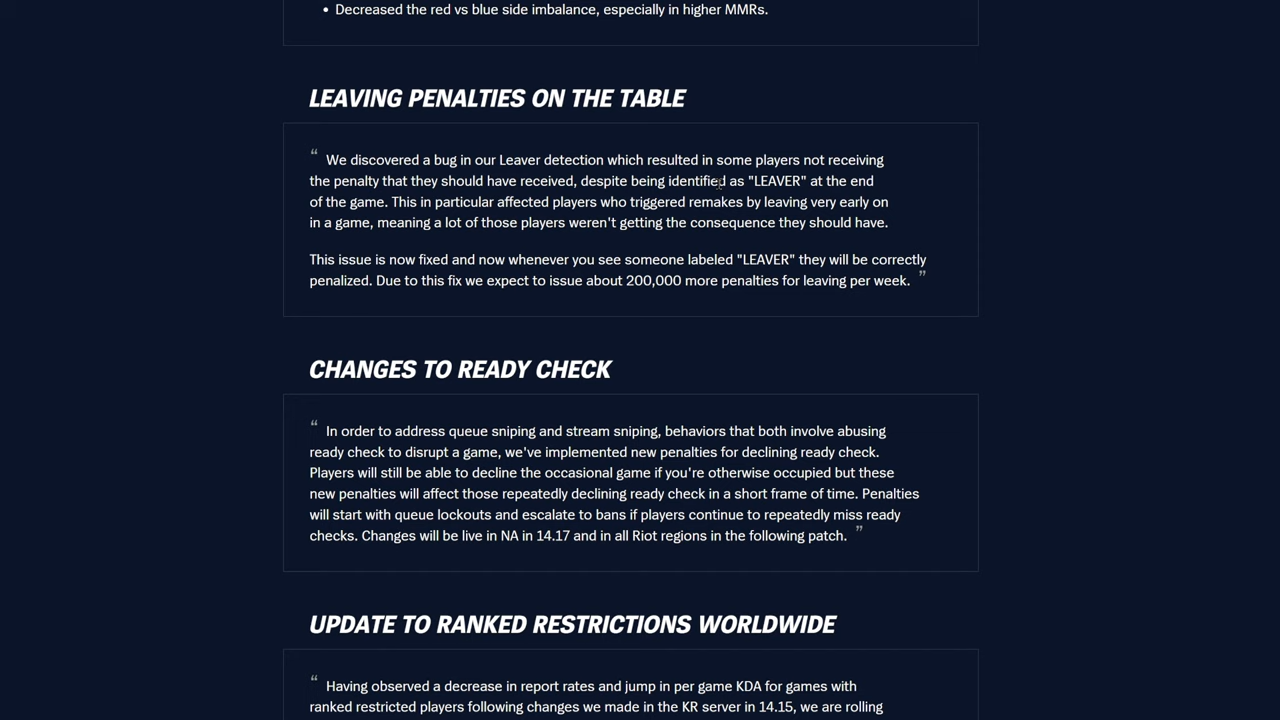 • Decreased the red vs blue side imbalance, especially in higher MMRs.
LEAVING PENALTIES ON THE TABLE
“ We discovered a bug in our Leaver detection which resulted in some players not receiving
the penalty that they should have received, despite being identified as "LEAVER" at the end
of the game. This in particular affected players who triggered remakes by leaving very early on
in a game, meaning a lot of those players weren't getting the consequence they should have.
This issue is now fixed and now whenever you see someone labeled "LEAVER" they will be correctly
penalized. Due to this fix we expect to issue about 200,000 more penalties for leaving per week. ”
CHANGES TO READY CHECK
“ In order to address queue sniping and stream sniping, behaviors that both involve abusing
ready check to disrupt a game, we've implemented new penalties for declining ready check.
Players will still be able to decline the occasional game if you're otherwise occupied but these
new penalties will affect those repeatedly declining ready check in a short frame of time. Penalties
will start with queue lockouts and escalate to bans if players continue to repeatedly miss ready
checks. Changes will be live in NA in 14.17 and in all Riot regions in the following patch. ”
UPDATE TO RANKED RESTRICTIONS WORLDWIDE
“ Having observed a decrease in report rates and jump in per game KDA for games with
ranked restricted players following changes we made in the KR server in 14.15, we are rolling